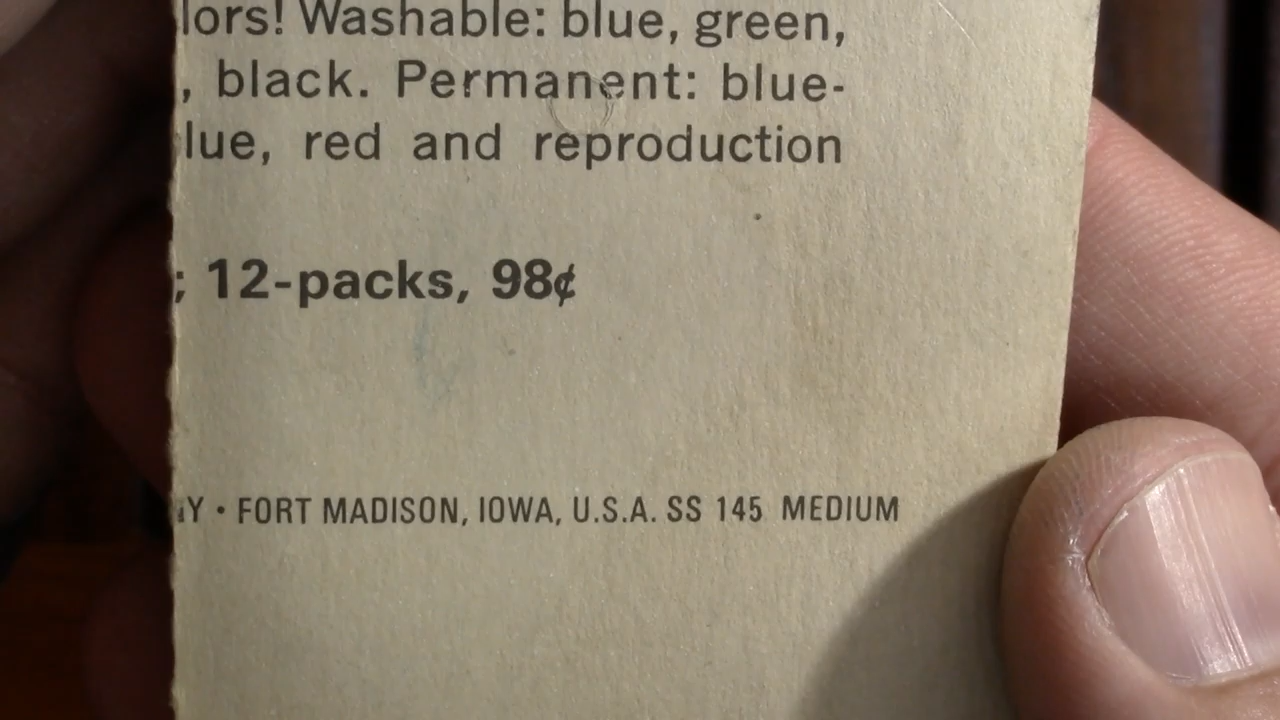 lors! Washable: blue, green,
, black. Permanent: blue-
lue, red and reproduction
; 12-packs, 98¢
Y • FORT MADISON, IOWA, U.S.A. SS 145 MEDIUM